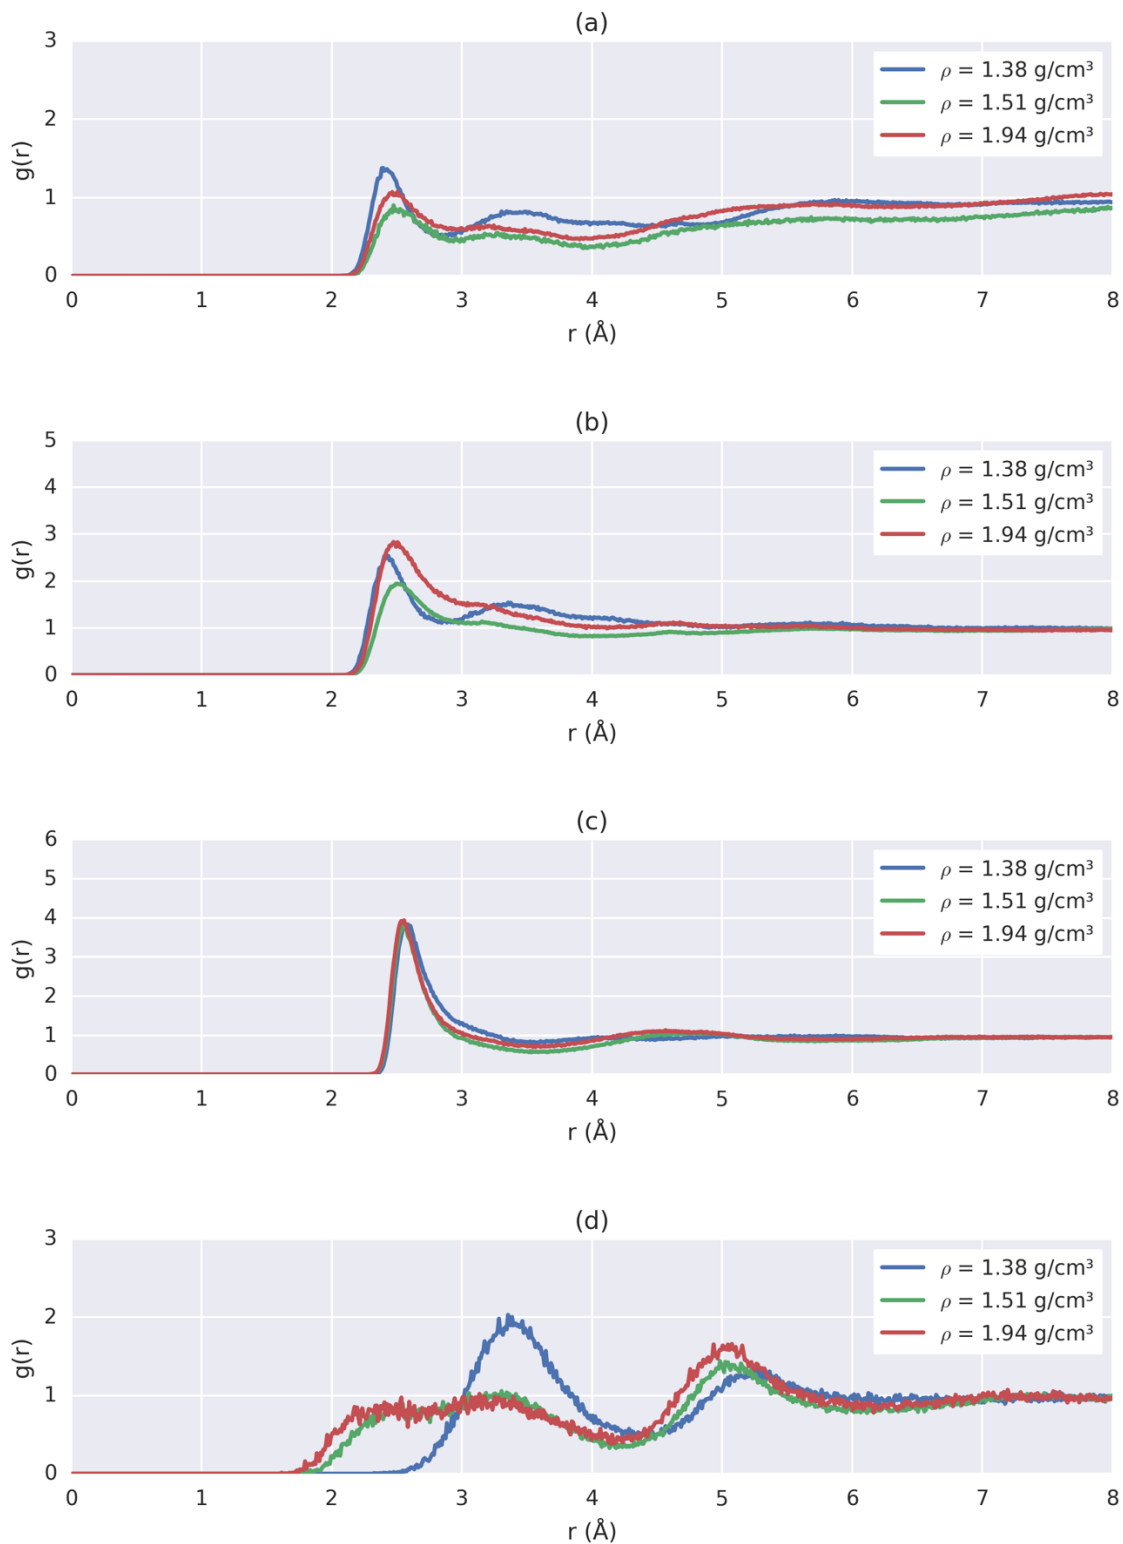 (a)
3
2
1
0
g(r)
ρ = 1.38 g/cm³
ρ = 1.51 g/cm³
ρ = 1.94 g/cm³
0 1 2 3 4 5 6 7 8
r (Å)
(b)
5
4
3
2
1
0
g(r)
ρ = 1.38 g/cm³
ρ = 1.51 g/cm³
ρ = 1.94 g/cm³
0 1 2 3 4 5 6 7 8
r (Å)
(c)
6
5
4
3
2
1
0
g(r)
ρ = 1.38 g/cm³
ρ = 1.51 g/cm³
ρ = 1.94 g/cm³
0 1 2 3 4 5 6 7 8
r (Å)
(d)
3
2
1
0
g(r)
ρ = 1.38 g/cm³
ρ = 1.51 g/cm³
ρ = 1.94 g/cm³
0 1 2 3 4 5 6 7 8
r (Å)